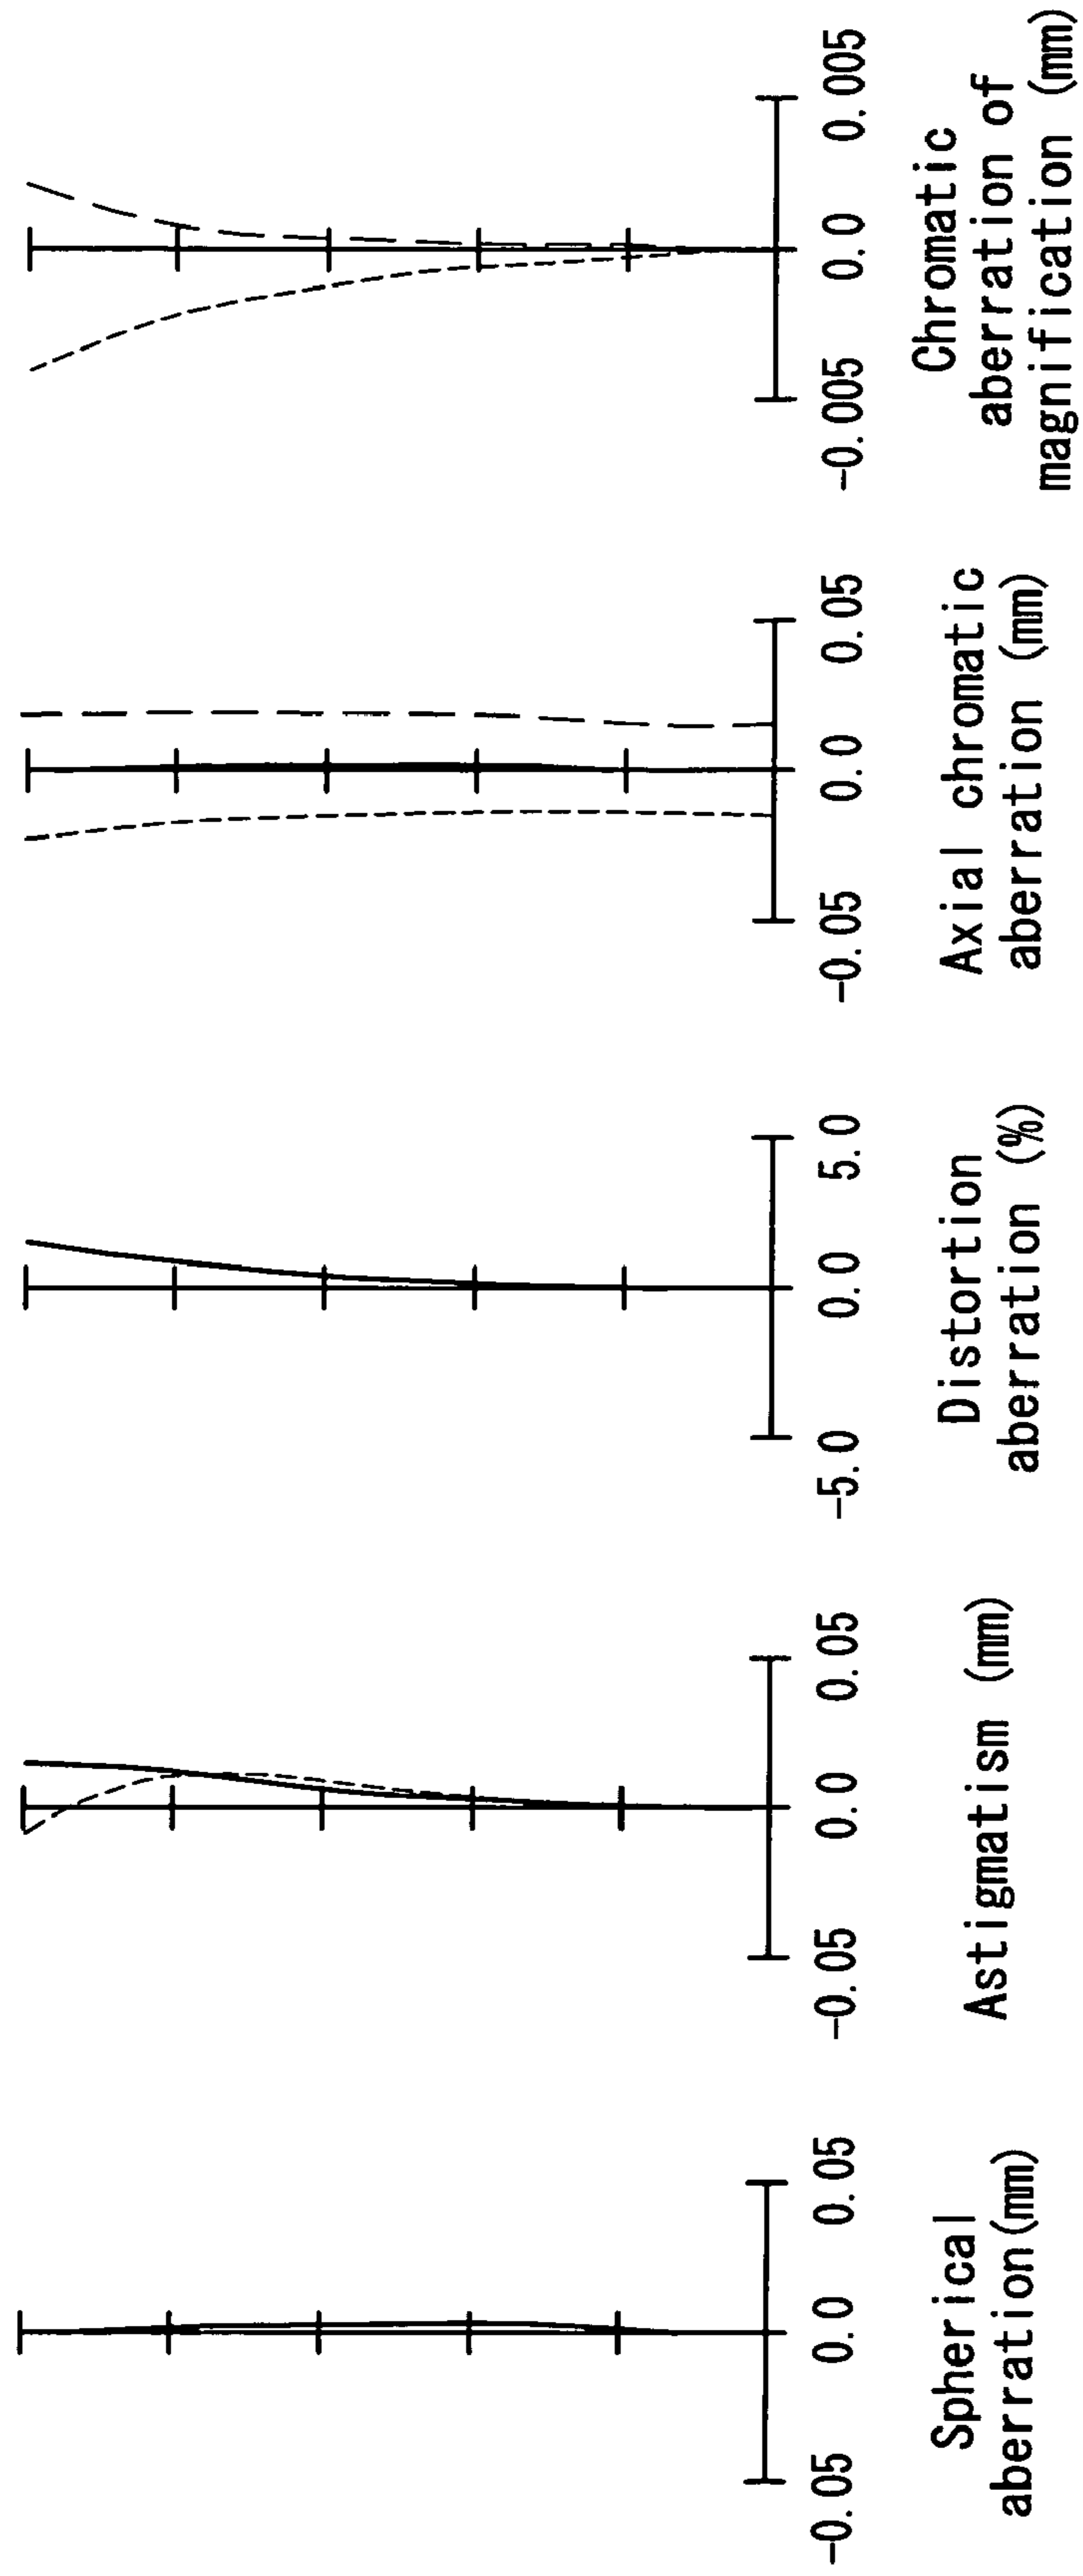 -0.05 0.0 0.05
Spherical
aberration(mm)
-0.05 0.0 0.05
Astigmatism (mm)
-5.0 0.0 5.0
Distortion
aberration (%)
-0.05 0.0 0.05
Axial chromatic
aberration (mm)
-0.005 0.0 0.005
Chromatic
aberration of
magnification (mm)